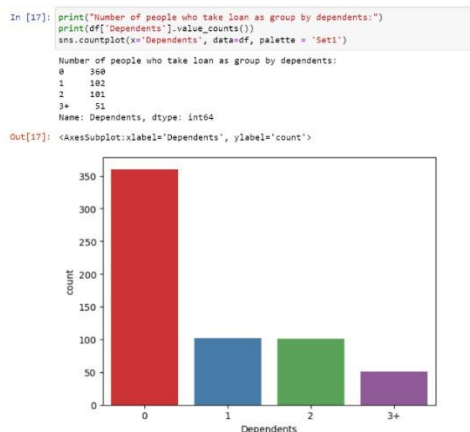 In [17]: print("Number of people who take loan as group by dependents:")
print(df['Dependents'].value_counts())
sns.countplot(x='Dependents', data=df, palette = 'Set1')
Number of people who take loan as group by dependents:
0 360
1 102
2 101
3+ 51
Name: Dependents, dtype: int64
Out[17]: <AxesSubplot:xlabel='Dependents', ylabel='count'>
350
300
250
200
150
100
50
0
count
0 1 2 3+
Dependents